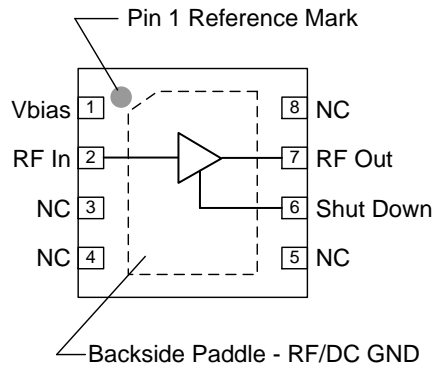 Pin 1 Reference Mark
Vbias 1
8 NC
RF In 2
7 RF Out
NC 3
6 Shut Down
NC 4
5 NC
Backside Paddle - RF/DC GND